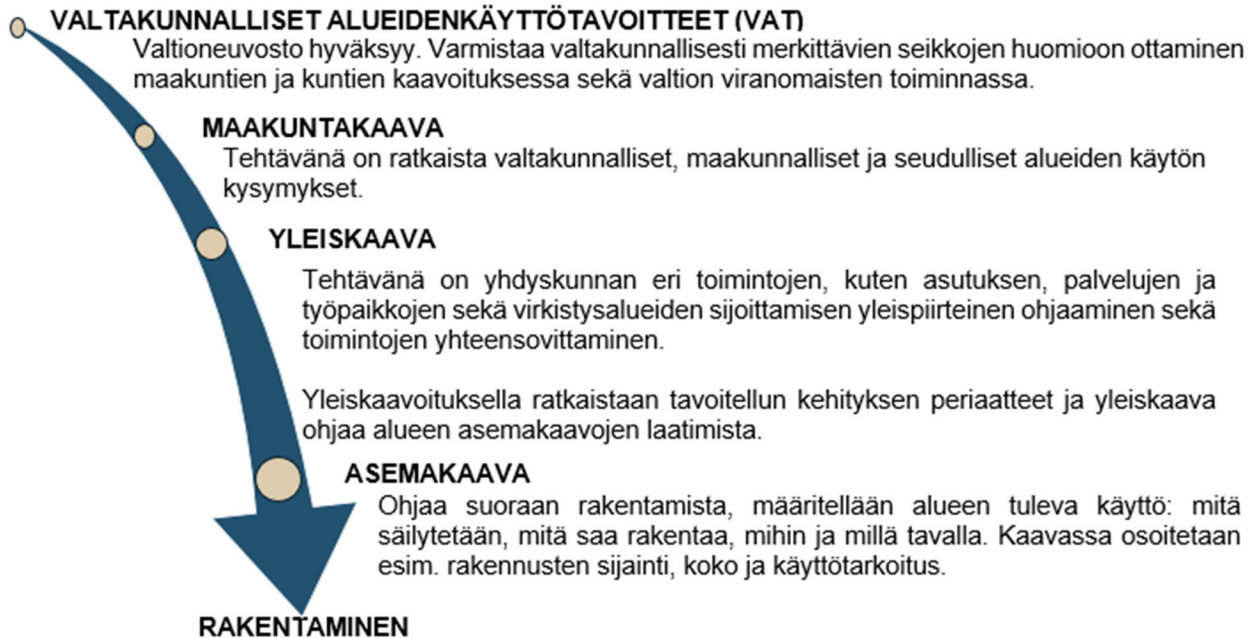 VALTAKUNNALLISET ALUEIDENKÄYTTÖTAVOITTEET (VAT)
Valtioneuvosto hyväksyy. Varmistaa valtakunnallisesti merkittävien seikkojen huomioon ottaminen
maakuntien ja kuntien kaavoituksessa sekä valtion viranomaisten toiminnassa.
MAAKUNTAKAAVA
Tehtävänä on ratkaista valtakunnalliset, maakunnalliset ja seudulliset alueiden käytön
kysymykset.
YLEISKAAVA
Tehtävänä on yhdyskunnan eri toimintojen, kuten asutuksen, palvelujen ja
työpaikkojen sekä virkistysalueiden sijoittamisen yleispiirteinen ohjaaminen sekä
toimintojen yhteensovittaminen.
Yleiskaavoituksella ratkaistaan tavoitellun kehityksen periaatteet ja yleiskaava
ohjaa alueen asemakaavojen laatimista.
ASEMAKAAVA
Ohjaa suoraan rakentamista, määritellään alueen tuleva käyttö: mitä
säilytetään, mitä saa rakentaa, mihin ja millä tavalla. Kaavassa osoitetaan
esim. rakennusten sijainti, koko ja käyttötarkoitus.
RAKENTAMINEN